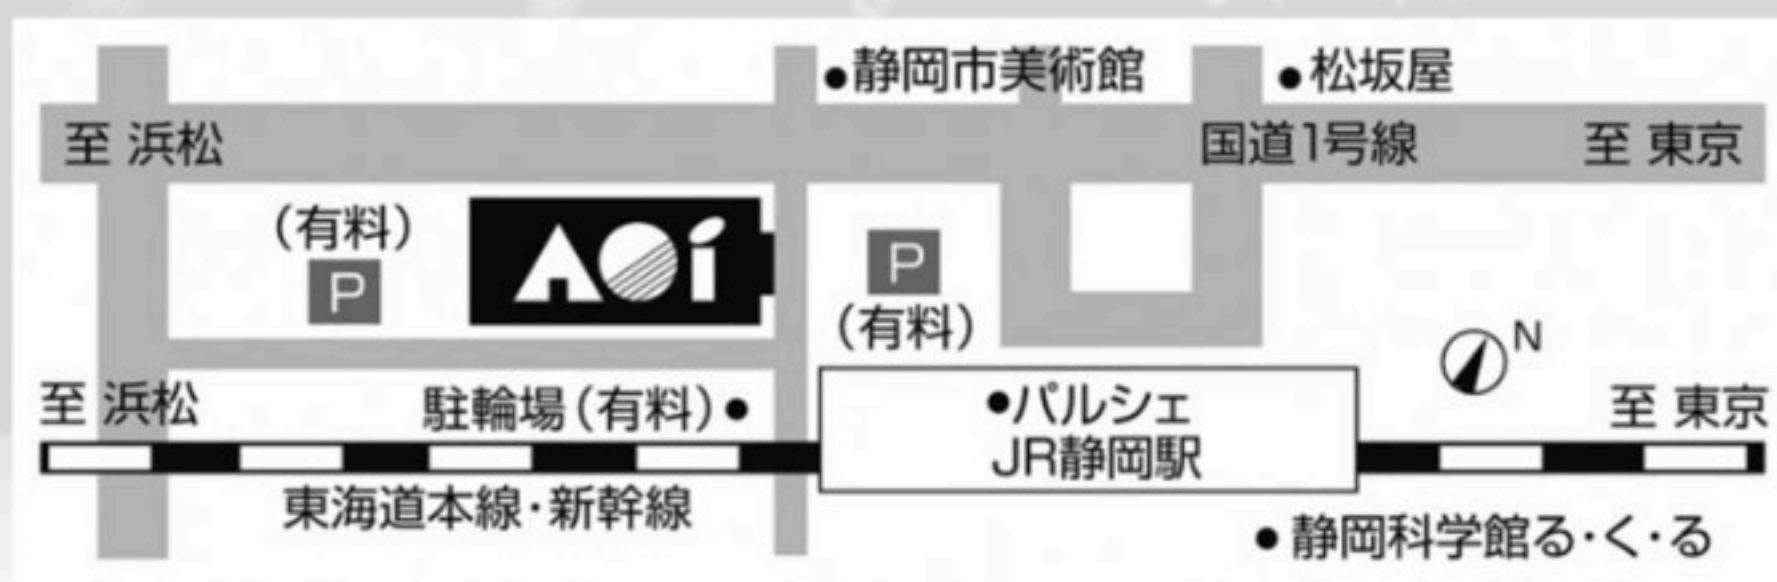 静岡市美術館
松坂屋
至 浜松
国道1号線
至 東京
(有料)
P
AOi
P
(有料)
N
至 浜松
駐輪場(有料)
パルシェ
JR静岡駅
至 東京
東海道本線・新幹線
静岡科学館る・く・る